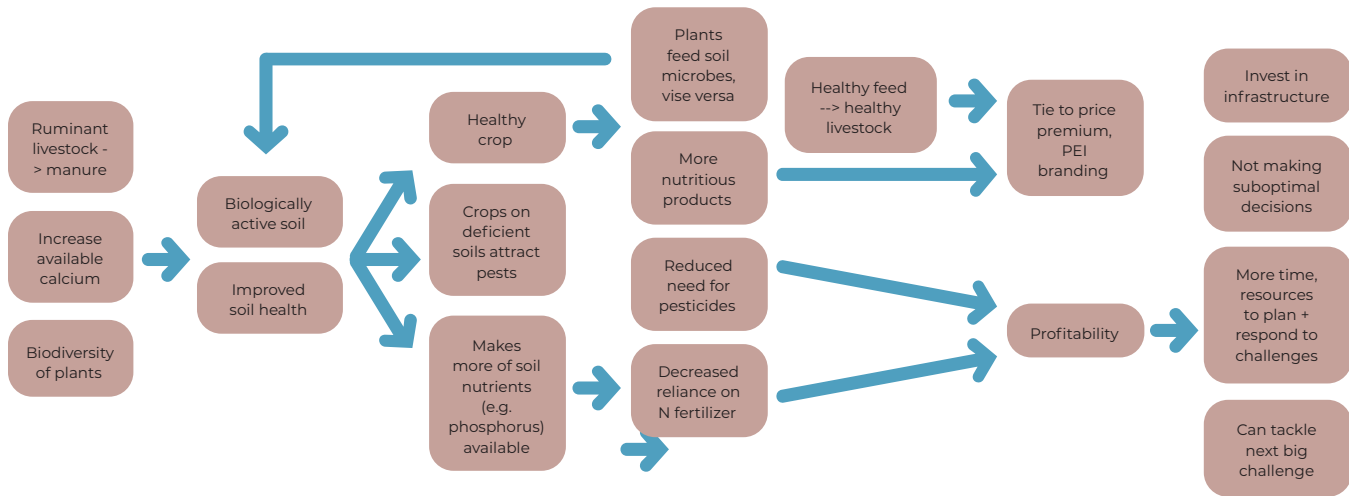 Ruminant
livestock -
> manure
Increase
available
calcium
Biodiversity
of plants
Biologically
active soil
Improved
soil health
Healthy
crop
Crops on
deficient
soils attract
pests
Makes
more of soil
nutrients
(e.g.
phosphorus)
available
Plants
feed soil
microbes,
vise versa
More
nutritious
products
Reduced
need for
pesticides
Decreased
reliance on
N fertilizer
Healthy feed
--> healthy
livestock
Tie to price
premium,
PEI
branding
Profitability
Invest in
infrastructure
Not making
suboptimal
decisions
More time,
resources
to plan +
respond to
challenges
Can tackle
next big
challenge